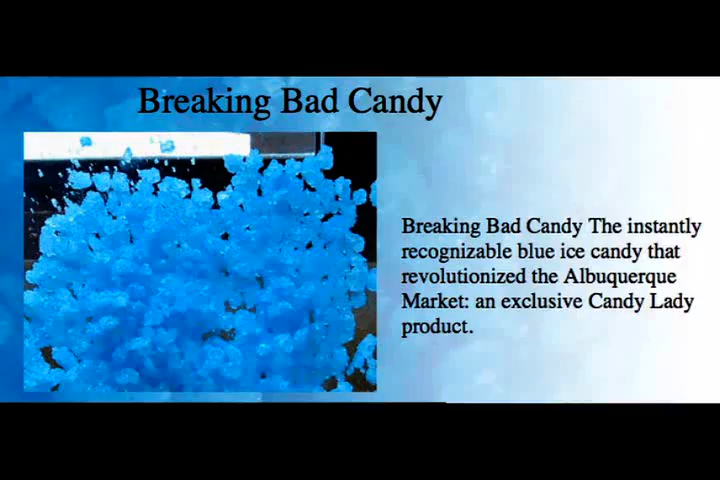 Breaking Bad Candy
Breaking Bad Candy The instantly
recognizable blue ice candy that
revolutionized the Albuquerque
Market: an exclusive Candy Lady
product.